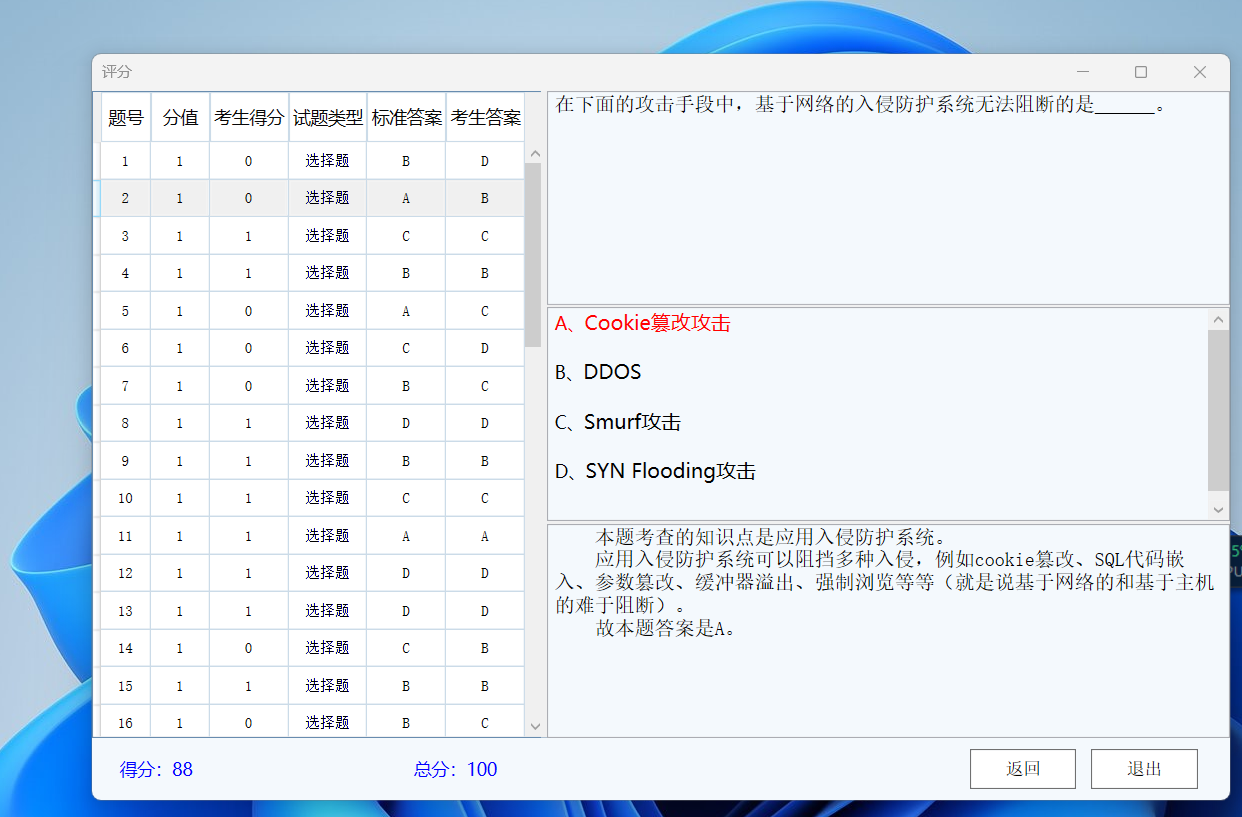 评分
题号 分值 考生得分 试题类型 标准答案 考生答案
1 1 0 选择题 B D
2 1 0 选择题 A B
3 1 1 选择题 C C
4 1 1 选择题 B B
5 1 0 选择题 A C
6 1 0 选择题 C D
7 1 0 选择题 B C
8 1 1 选择题 D D
9 1 1 选择题 B B
10 1 1 选择题 C C
11 1 1 选择题 A A
12 1 1 选择题 D D
13 1 1 选择题 D D
14 1 0 选择题 C B
15 1 1 选择题 B B
16 1 0 选择题 B C
在下面的攻击手段中，基于网络的入侵防护系统无法阻断的是______。
A、Cookie篡改攻击
B、DDOS
C、Smurf攻击
D、SYN Flooding攻击
本题考查的知识点是应用入侵防护系统。
应用入侵防护系统可以阻挡多种入侵，例如cookie篡改、SQL代码嵌
入、参数篡改、缓冲器溢出、强制浏览等等（就是说基于网络的和基于主机
的难于阻断）。
故本题答案是A。
得分：88
总分：100
返回
退出